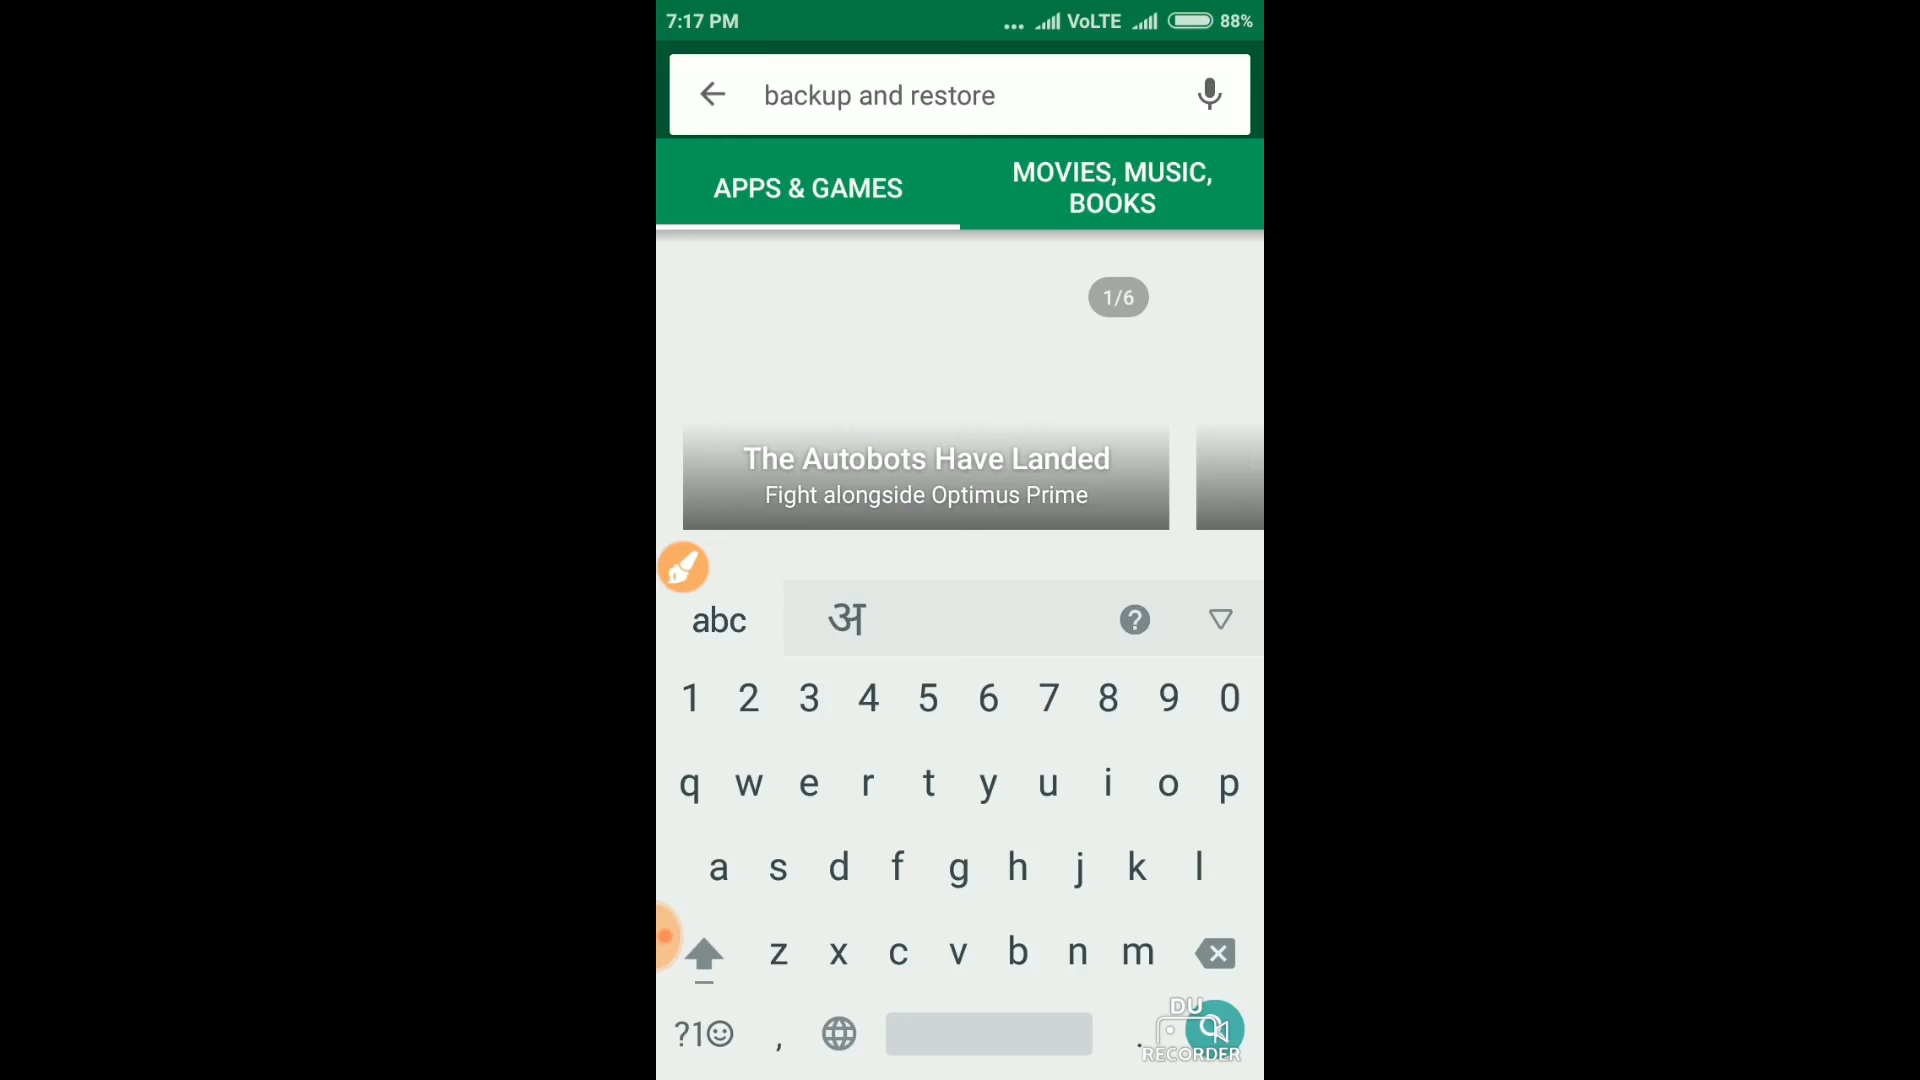 7:17 PM ... VoLTE 88%
backup and restore
APPS & GAMES
MOVIES, MUSIC,
BOOKS
1/6
The Autobots Have Landed
Fight alongside Optimus Prime
abc अ ?
1 2 3 4 5 6 7 8 9 0
q w e r t y u i o p
a s d f g h j k l
z x c v b n m
?1☺ , .
DU
RECORDER